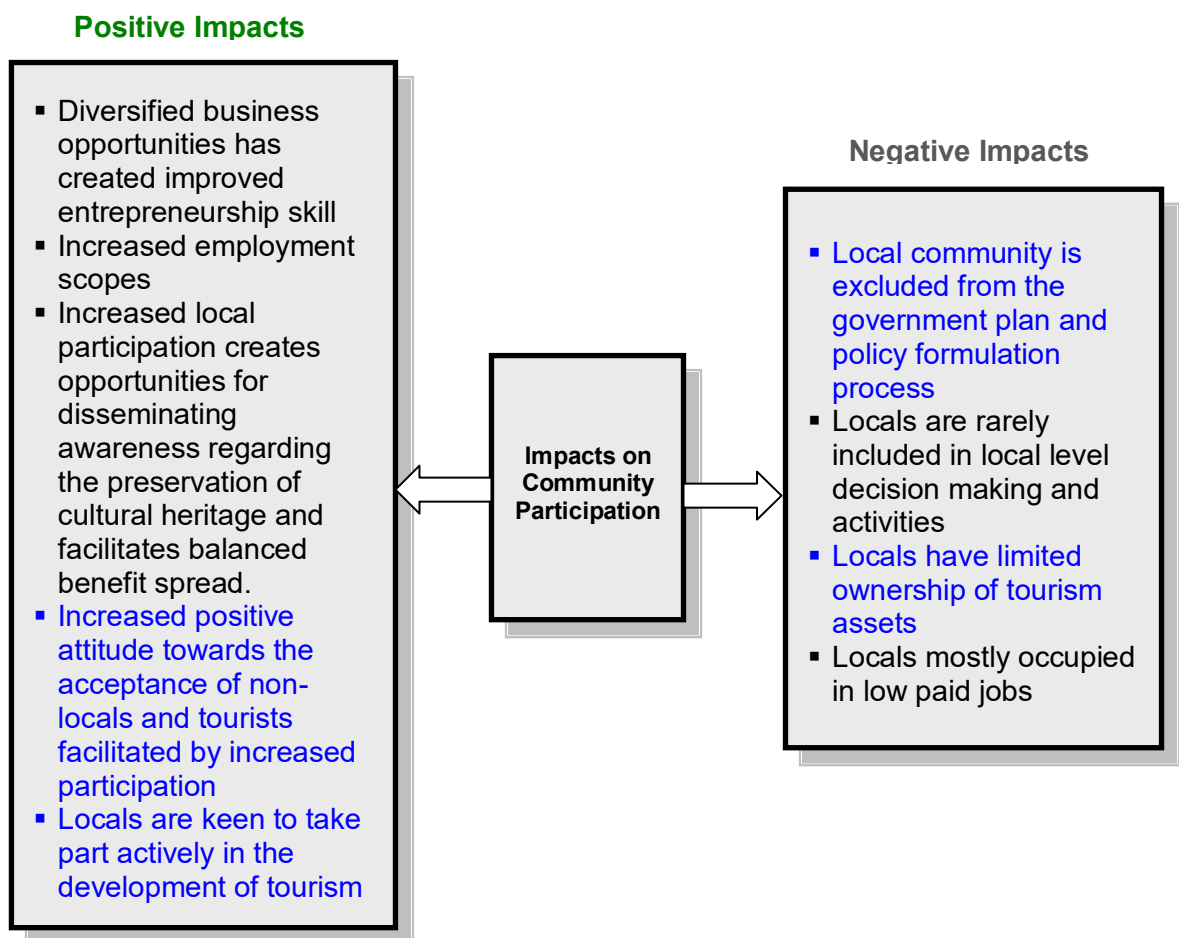 Positive Impacts
▪ Diversified business
opportunities has
created improved
entrepreneurship skill
▪ Increased employment
scopes
▪ Increased local
participation creates
opportunities for
disseminating
awareness regarding
the preservation of
cultural heritage and
facilitates balanced
benefit spread.
▪ Increased positive
attitude towards the
acceptance of non-
locals and tourists
facilitated by increased
participation
▪ Locals are keen to take
part actively in the
development of tourism
Impacts on
Community
Participation
Negative Impacts
▪ Local community is
excluded from the
government plan and
policy formulation
process
▪ Locals are rarely
included in local level
decision making and
activities
▪ Locals have limited
ownership of tourism
assets
▪ Locals mostly occupied
in low paid jobs